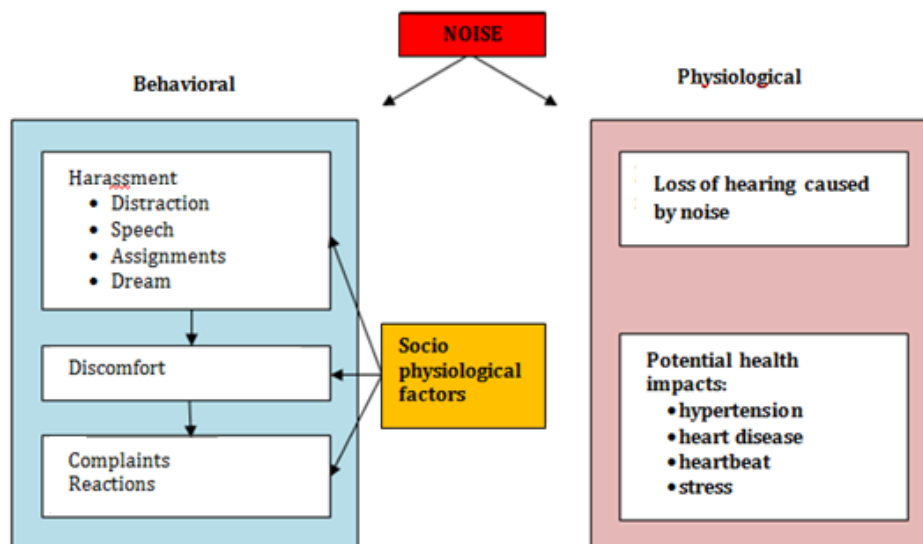 NOISE
Behavioral
Physiological
Harassment
• Distraction
• Speech
• Assignments
• Dream
Discomfort
Complaints
Reactions
Socio
physiological
factors
Loss of hearing caused
by noise
Potential health
impacts:
•hypertension
•heart disease
•heartbeat
•stress